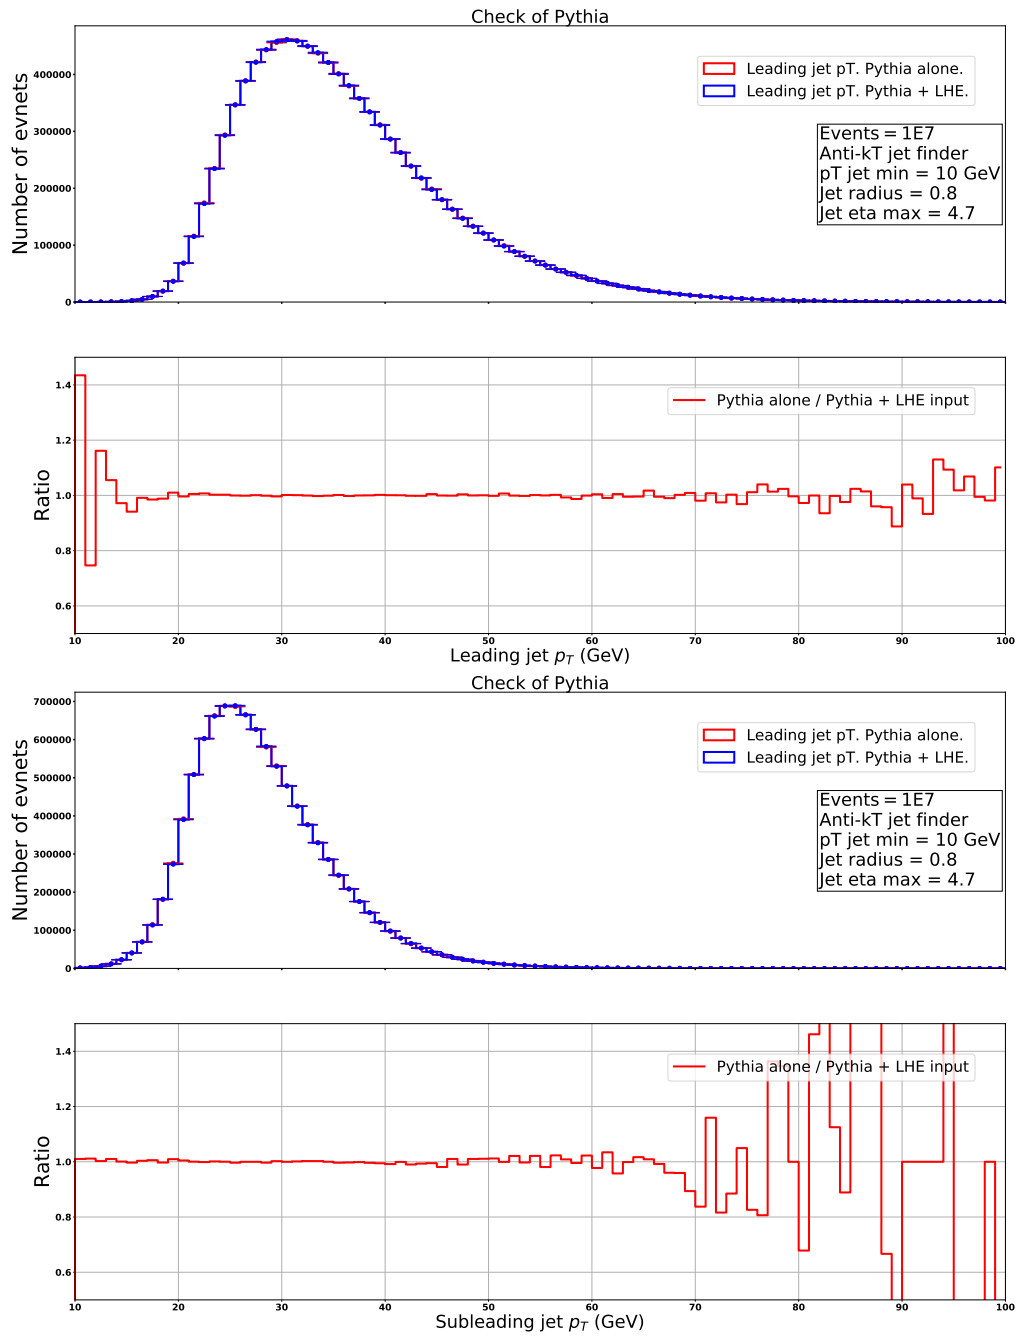 Check of Pythia
Number of evnets
400000
300000
200000
100000
0
Leading jet pT. Pythia alone.
Leading jet pT. Pythia + LHE.
Events = 1E7
Anti-kT jet finder
pT jet min = 10 GeV
Jet radius = 0.8
Jet eta max = 4.7
Ratio
1.4
1.2
1.0
0.8
0.6
Pythia alone / Pythia + LHE input
10 20 30 40 50 60 70 80 90 100
Leading jet p_T (GeV)
Check of Pythia
Number of evnets
700000
600000
500000
400000
300000
200000
100000
0
Leading jet pT. Pythia alone.
Leading jet pT. Pythia + LHE.
Events = 1E7
Anti-kT jet finder
pT jet min = 10 GeV
Jet radius = 0.8
Jet eta max = 4.7
Ratio
1.4
1.2
1.0
0.8
0.6
Pythia alone / Pythia + LHE input
10 20 30 40 50 60 70 80 90 100
Subleading jet p_T (GeV)